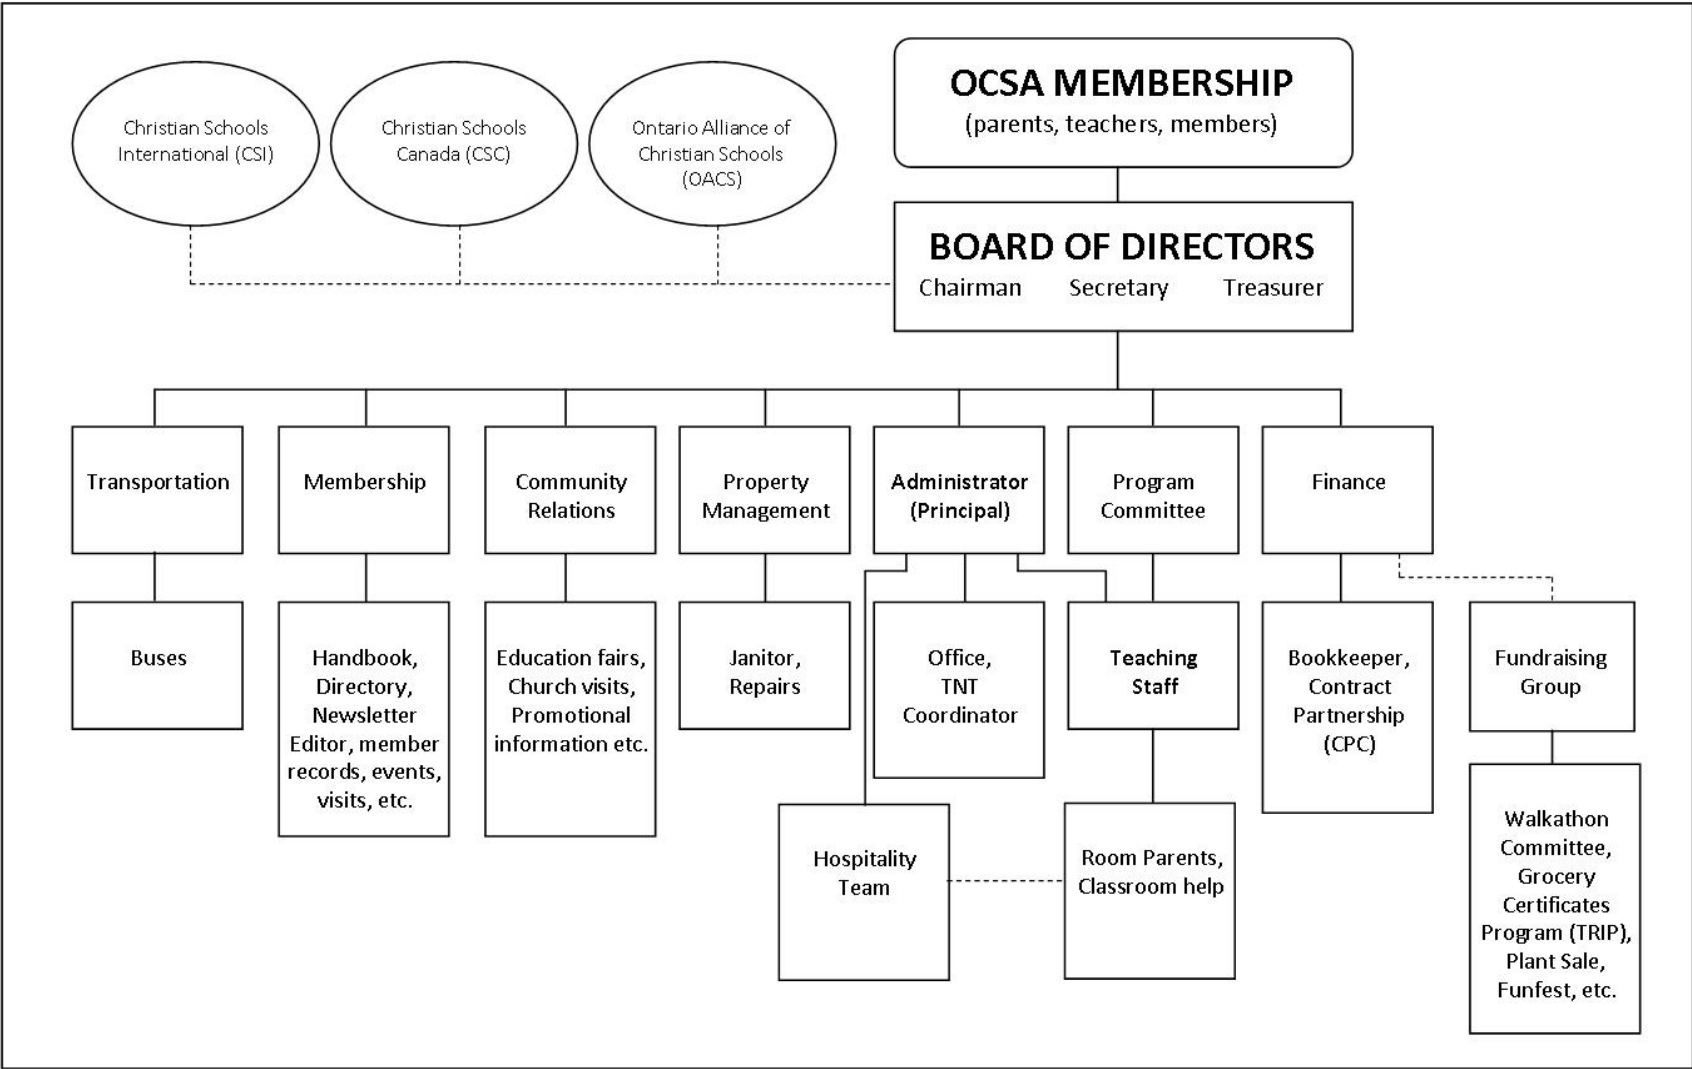 OCSA MEMBERSHIP
(parents, teachers, members)
Christian Schools
International (CSI)
Christian Schools
Canada (CSC)
Ontario Alliance of
Christian Schools
(OACS)
BOARD OF DIRECTORS
Chairman Secretary Treasurer
Transportation
Membership
Community
Relations
Property
Management
Administrator
(Principal)
Program
Committee
Finance
Buses
Handbook,
Directory,
Newsletter
Editor, member
records, events,
visits, etc.
Education fairs,
Church visits,
Promotional
information etc.
Janitor,
Repairs
Office,
TNT
Coordinator
Teaching
Staff
Bookkeeper,
Contract
Partnership
(CPC)
Fundraising
Group
Hospitality
Team
Room Parents,
Classroom help
Walkathon
Committee,
Grocery
Certificates
Program (TRIP),
Plant Sale,
Funfest, etc.